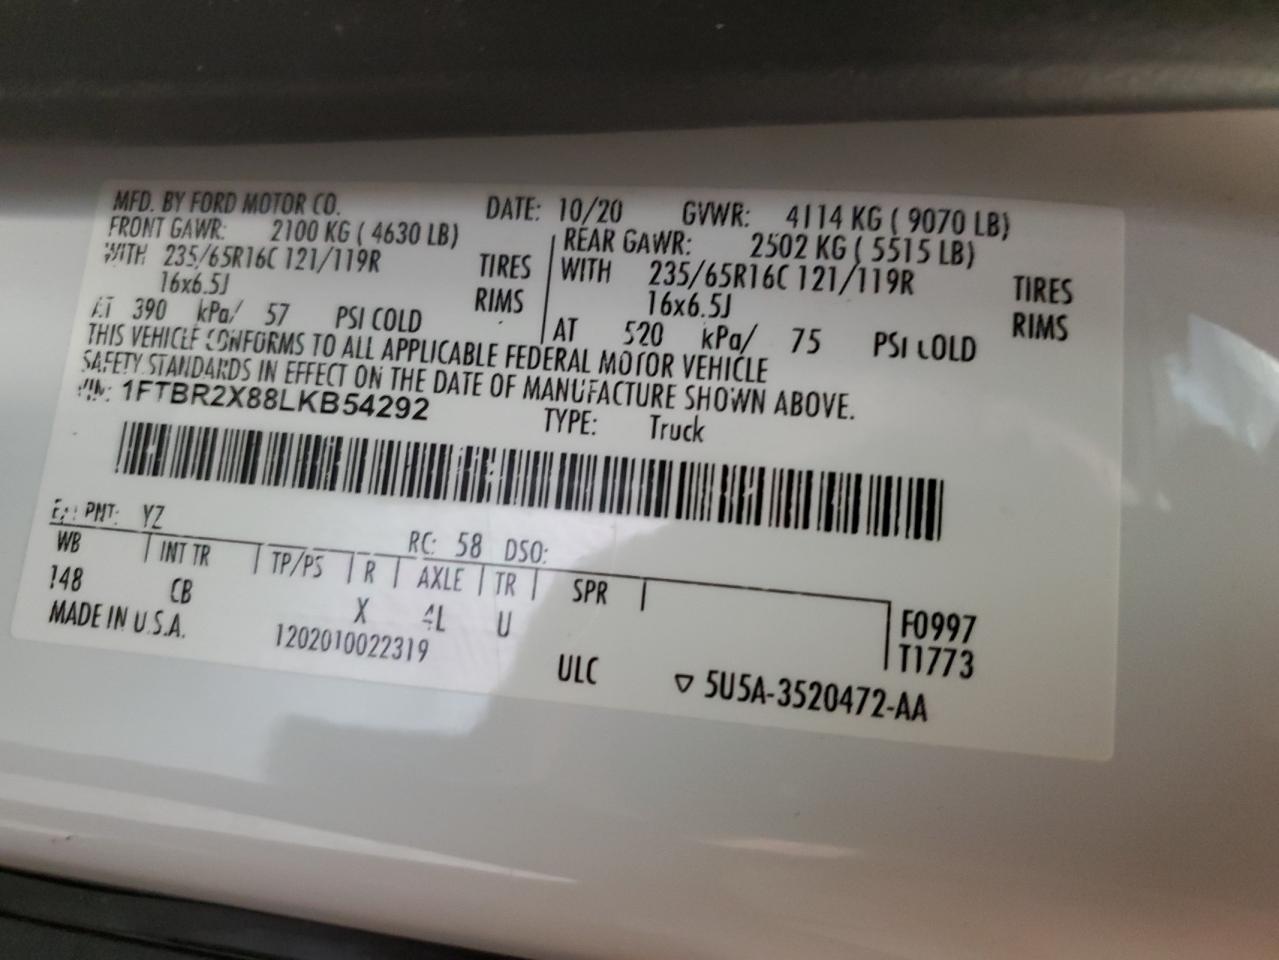 MFD. BY FORD MOTOR CO. DATE: 10/20 GVWR: 4114 KG ( 9070 LB)
FRONT GAWR: 2100 KG ( 4630 LB) REAR GAWR: 2502 KG ( 5515 LB)
WITH 235/65R16C 121/119R TIRES WITH 235/65R16C 121/119R TIRES
16x6.5J RIMS 16x6.5J RIMS
AT 390 kPa/ 57 PSI COLD AT 520 kPa/ 75 PSI COLD
THIS VEHICLE CONFORMS TO ALL APPLICABLE FEDERAL MOTOR VEHICLE
SAFETY STANDARDS IN EFFECT ON THE DATE OF MANUFACTURE SHOWN ABOVE.
VIN: 1FTBR2X88LKB54292 TYPE: Truck
EXT PNT: YZ RC: 58 DSO:
WB INT TR TP/PS R AXLE TR SPR
148 CB X 4L U F0997
T1773
MADE IN U.S.A. 1202010022319 ULC 5U5A-3520472-AA